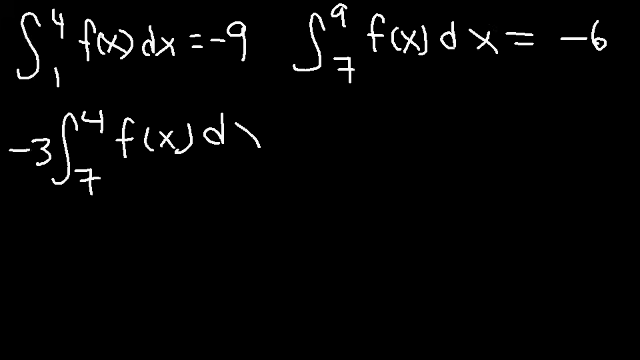 ∫₁⁴ f(x) dx = -9   ∫₇⁹ f(x) dx = -6
-3 ∫₇⁴ f(x) d\